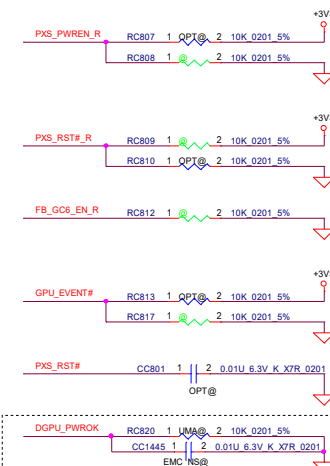 +3VS
PXS_PWREN_R RC807 1 OPT@ 2 10K_0201_5%
RC808 1 @ 2 10K_0201_5%
+3VS
PXS_RST#_R RC809 1 @ 2 10K_0201_5%
RC810 1 OPT@ 2 10K_0201_5%
FB_GC6_EN_R RC812 1 @ 2 10K_0201_5%
+3VS
GPU_EVENT# RC813 1 OPT@ 2 10K_0201_5%
RC817 1 @ 2 10K_0201_5%
PXS_RST# CC801 1 2 0.01U_6.3V_K_X7R_0201
OPT@
DGPU_PWROK RC820 1 UMA@ 2 10K_0201_5%
CC1445 1 2 0.01U_6.3V_K_X7R_0201
EMC_NS@